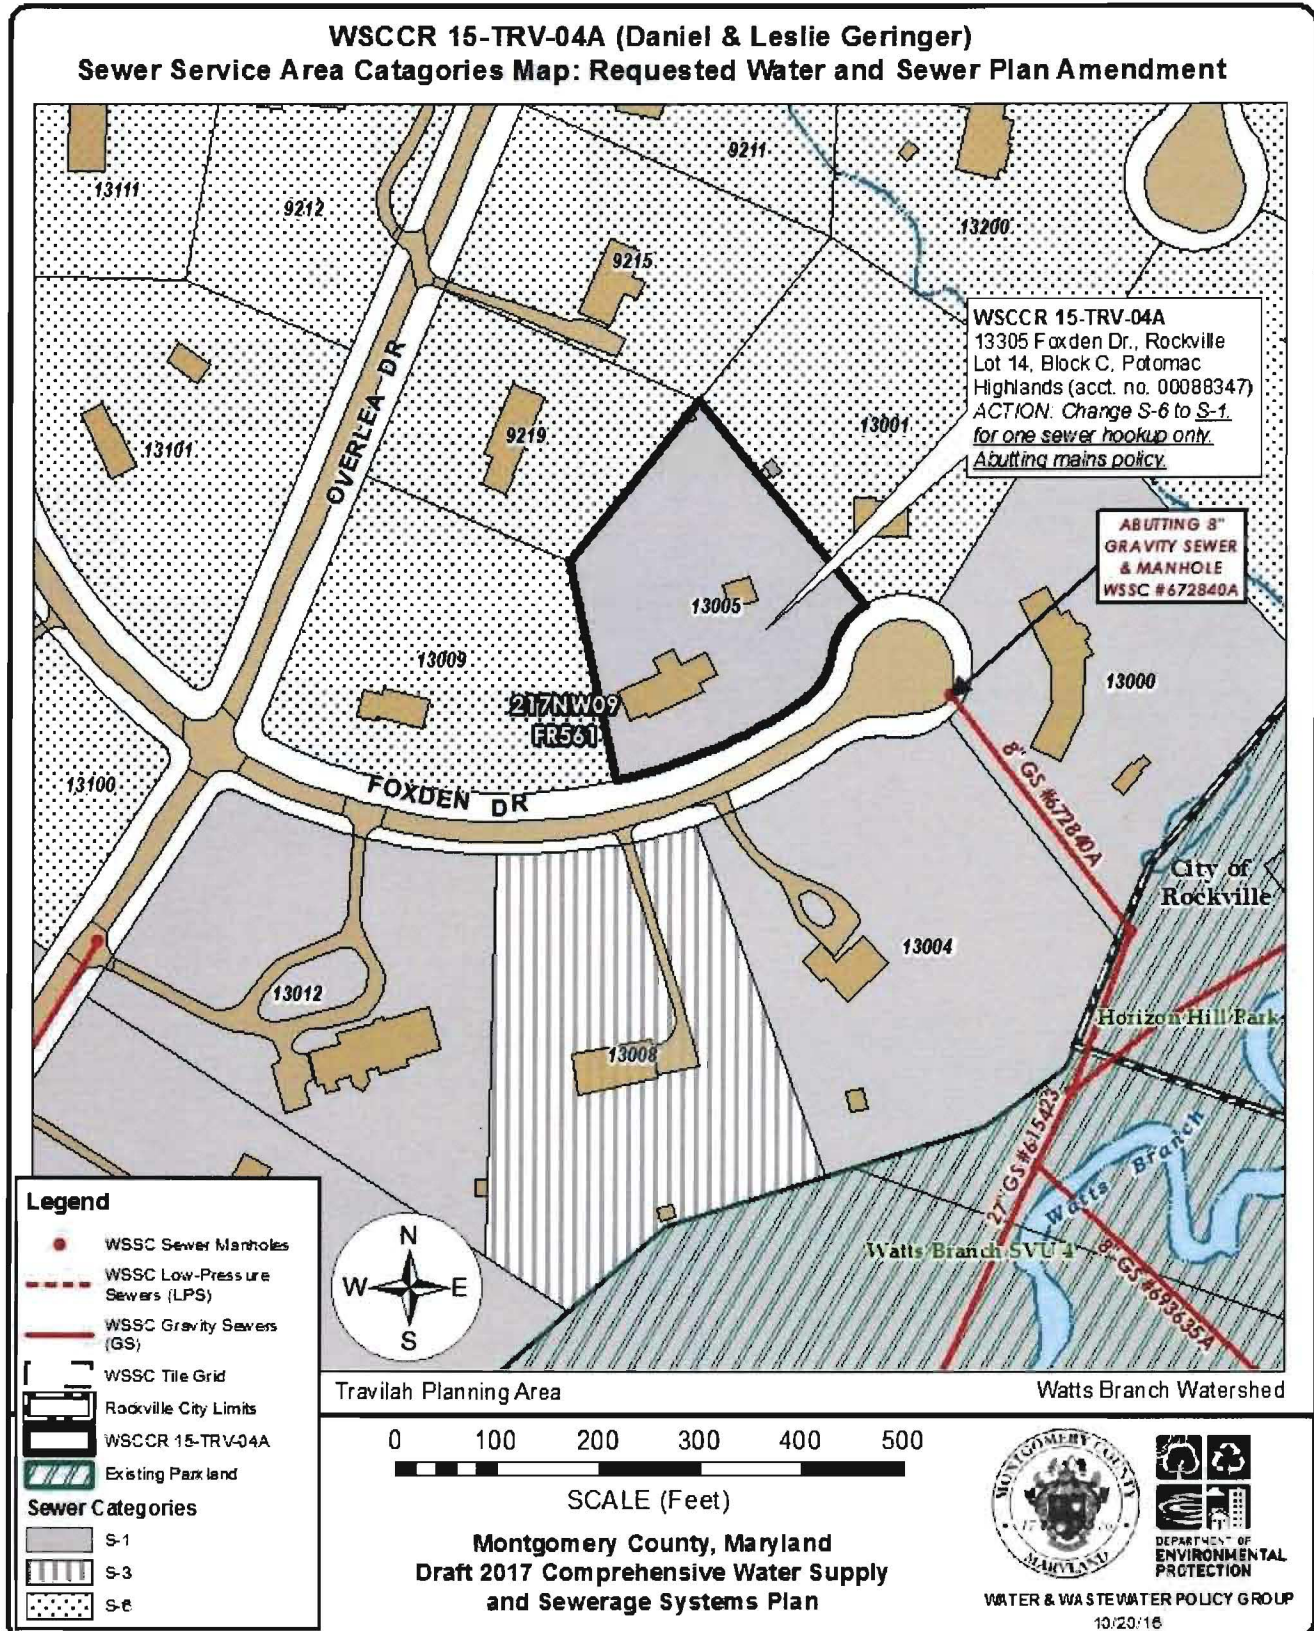 WSCCR 15-TRV-04A (Daniel & Leslie Geringer)
Sewer Service Area Catagories Map: Requested Water and Sewer Plan Amendment
13111
9212
9211
13200
9215
OVERLEA DR
13101
9219
13001
WSCCR 15-TRV-04A
13305 Foxden Dr., Rockville
Lot 14, Block C, Potomac
Highlands (acct. no. 00088347)
ACTION: Change S-6 to S-1,
for one sewer hookup only.
Abutting mains policy.
ABUTTING 8"
GRAVITY SEWER
& MANHOLE
WSSC #672840A
13005
13009
13000
217NW09
FR561
13100
FOXDEN DR
8" GS #672840A
City of
Rockville
13004
13012
13008
Horizon Hill Park
27" GS #615423
Watts Branch
Watts Branch SVU 4
8" GS #693635A
Legend
WSSC Sewer Manholes
WSSC Low-Pressure
Sewers (LPS)
WSSC Gravity Sewers
(GS)
WSSC Tile Grid
Rockville City Limits
WSCCR 15-TRV-04A
Existing Parkland
Sewer Categories
S-1
S-3
S-6
N
W E
S
Travilah Planning Area
Watts Branch Watershed
0 100 200 300 400 500
SCALE (Feet)
Montgomery County, Maryland
Draft 2017 Comprehensive Water Supply
and Sewerage Systems Plan
MONTGOMERY COUNTY
MARYLAND
DEPARTMENT OF
ENVIRONMENTAL
PROTECTION
WATER & WASTEWATER POLICY GROUP
10/20/16